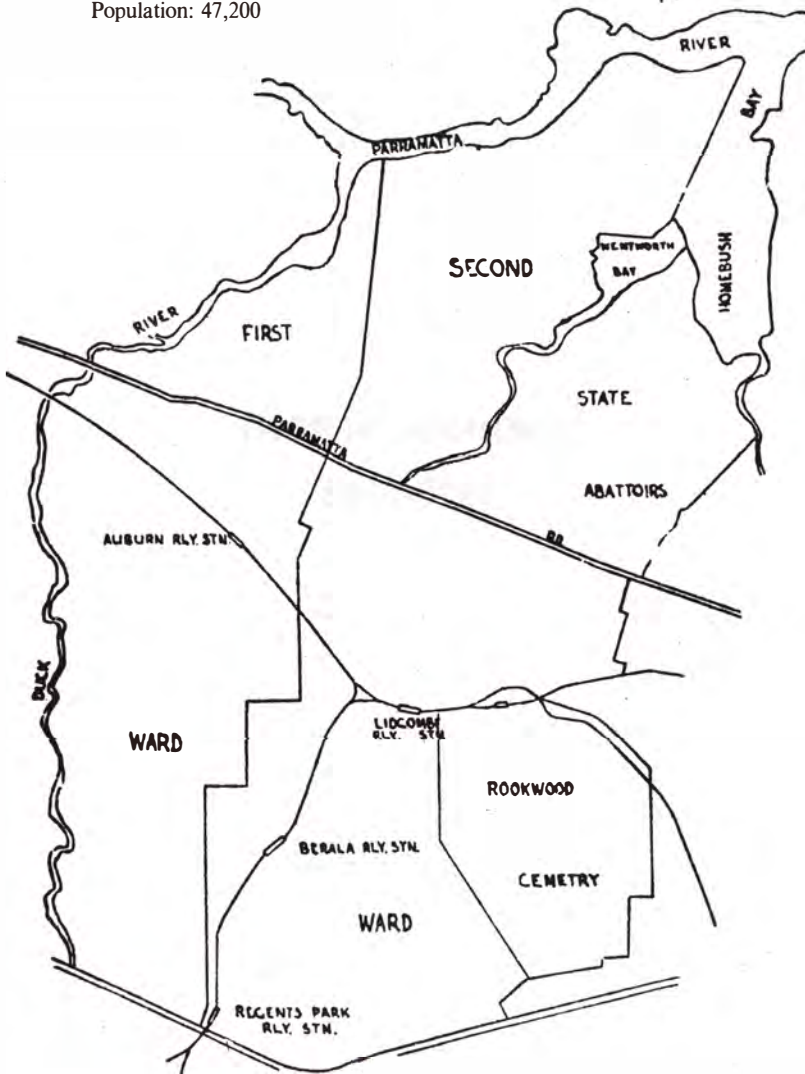 Population: 47,200
RIVER
BAY
PARRAMATTA
WENTWORTH
BAY
SECOND
HOMEBUSH
RIVER
FIRST
STATE
PARRAMATTA
ABATTOIRS
RD.
AUBURN RLY. STN.
BUCK
LIDCOMBE
RLY. STN.
WARD
ROOKWOOD
BERALA RLY. STN.
CEMETRY
WARD
REGENTS PARK
RLY. STN.